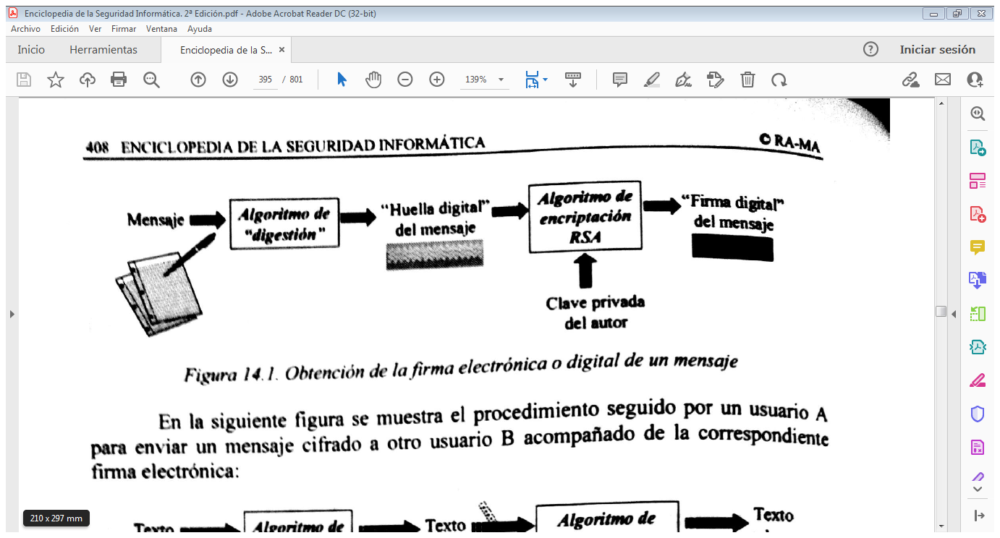 Enciclopedia de la Seguridad Informática. 2ª Edición.pdf - Adobe Acrobat Reader DC (32-bit)
Archivo Edición Ver Firmar Ventana Ayuda
Inicio Herramientas Enciclopedia de la S... × Iniciar sesión
395 / 801 139%
408 ENCICLOPEDIA DE LA SEGURIDAD INFORMÁTICA © RA-MA
Mensaje
Algoritmo de
"digestión"
"Huella digital"
del mensaje
Algoritmo de
encriptación
RSA
"Firma digital"
del mensaje
Clave privada
del autor
Figura 14.1. Obtención de la firma electrónica o digital de un mensaje
En la siguiente figura se muestra el procedimiento seguido por un usuario A
para enviar un mensaje cifrado a otro usuario B acompañado de la correspondiente
firma electrónica:
210 x 297 mm
Texto Algoritmo de Texto Algoritmo de Texto